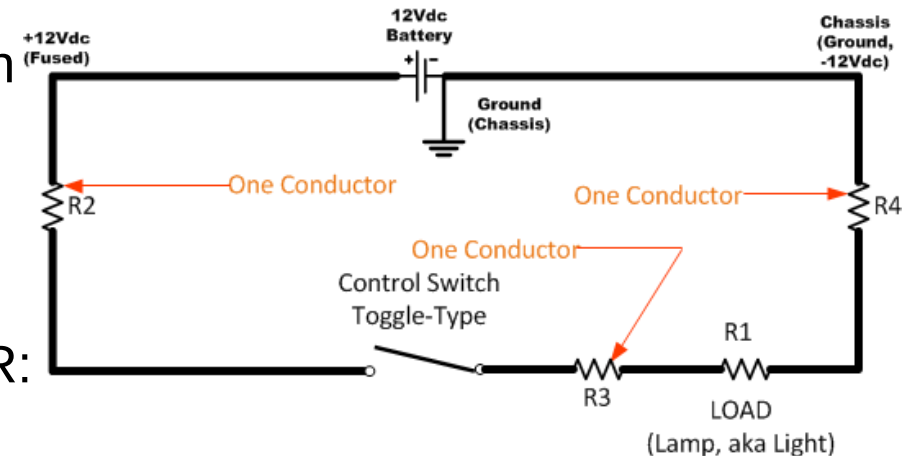 12Vdc
Battery
+12Vdc
(Fused)
Chassis
(Ground,
-12Vdc)
n
+ -
Ground
(Chassis)
One Conductor
One Conductor
R2
R4
One Conductor
Control Switch
Toggle-Type
R1
R:
R3
LOAD
(Lamp, aka Light)